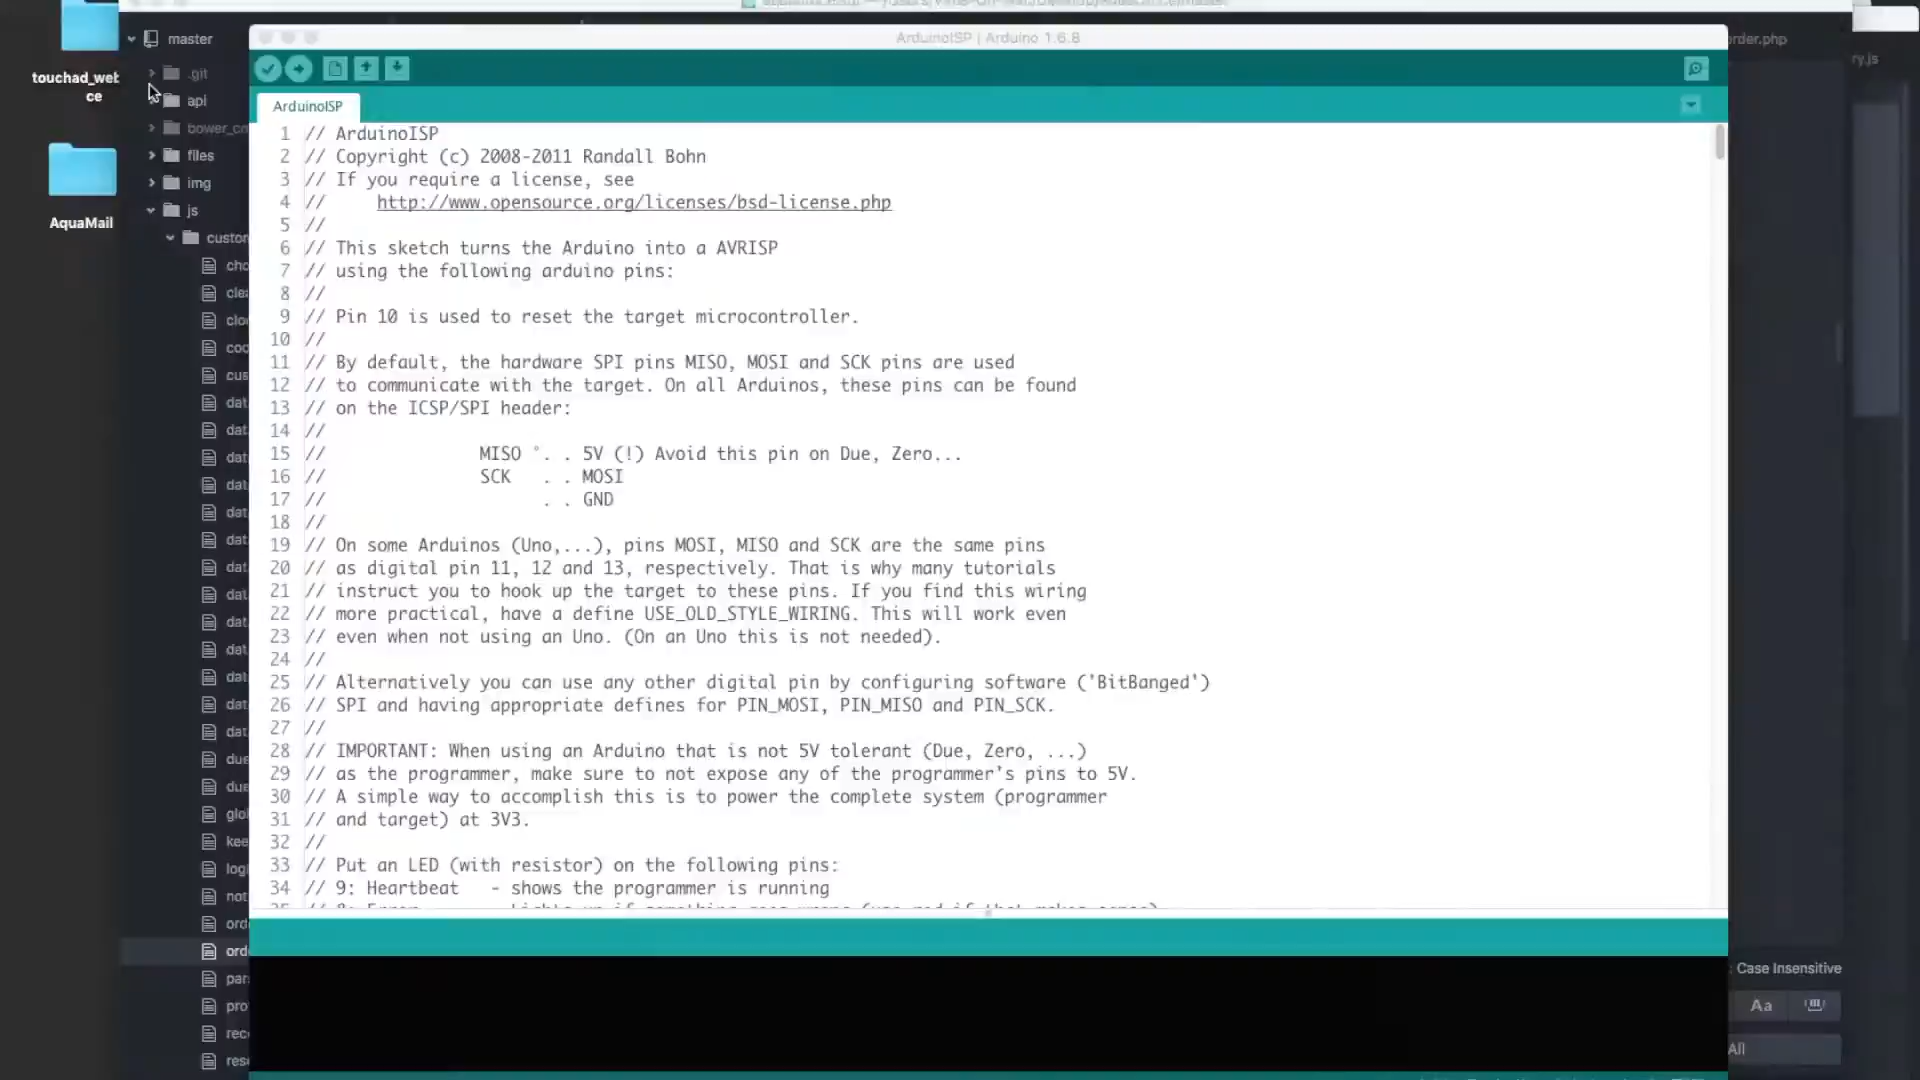 touchad_wet
ce
AquaMail
master
.git
api
files
img
js
ArduinoISP | Arduino 1.6.8
order.php
ry.js
ArduinoISP
1 // ArduinoISP
2 // Copyright (c) 2008-2011 Randall Bohn
3 // If you require a license, see
4 // http://www.opensource.org/licenses/bsd-license.php
5 //
6 // This sketch turns the Arduino into a AVRISP
7 // using the following arduino pins:
8 //
9 // Pin 10 is used to reset the target microcontroller.
10 //
11 // By default, the hardware SPI pins MISO, MOSI and SCK pins are used
12 // to communicate with the target. On all Arduinos, these pins can be found
13 // on the ICSP/SPI header:
14 //
15 // MISO °. . 5V (!) Avoid this pin on Due, Zero...
16 // SCK . . MOSI
17 // . . GND
18 //
19 // On some Arduinos (Uno,...), pins MOSI, MISO and SCK are the same pins
20 // as digital pin 11, 12 and 13, respectively. That is why many tutorials
21 // instruct you to hook up the target to these pins. If you find this wiring
22 // more practical, have a define USE_OLD_STYLE_WIRING. This will work even
23 // even when not using an Uno. (On an Uno this is not needed).
24 //
25 // Alternatively you can use any other digital pin by configuring software ('BitBanged')
26 // SPI and having appropriate defines for PIN_MOSI, PIN_MISO and PIN_SCK.
27 //
28 // IMPORTANT: When using an Arduino that is not 5V tolerant (Due, Zero, ...)
29 // as the programmer, make sure to not expose any of the programmer's pins to 5V.
30 // A simple way to accomplish this is to power the complete system (programmer
31 // and target) at 3V3.
32 //
33 // Put an LED (with resistor) on the following pins:
34 // 9: Heartbeat - shows the programmer is running
Case Insensitive
Aa
All